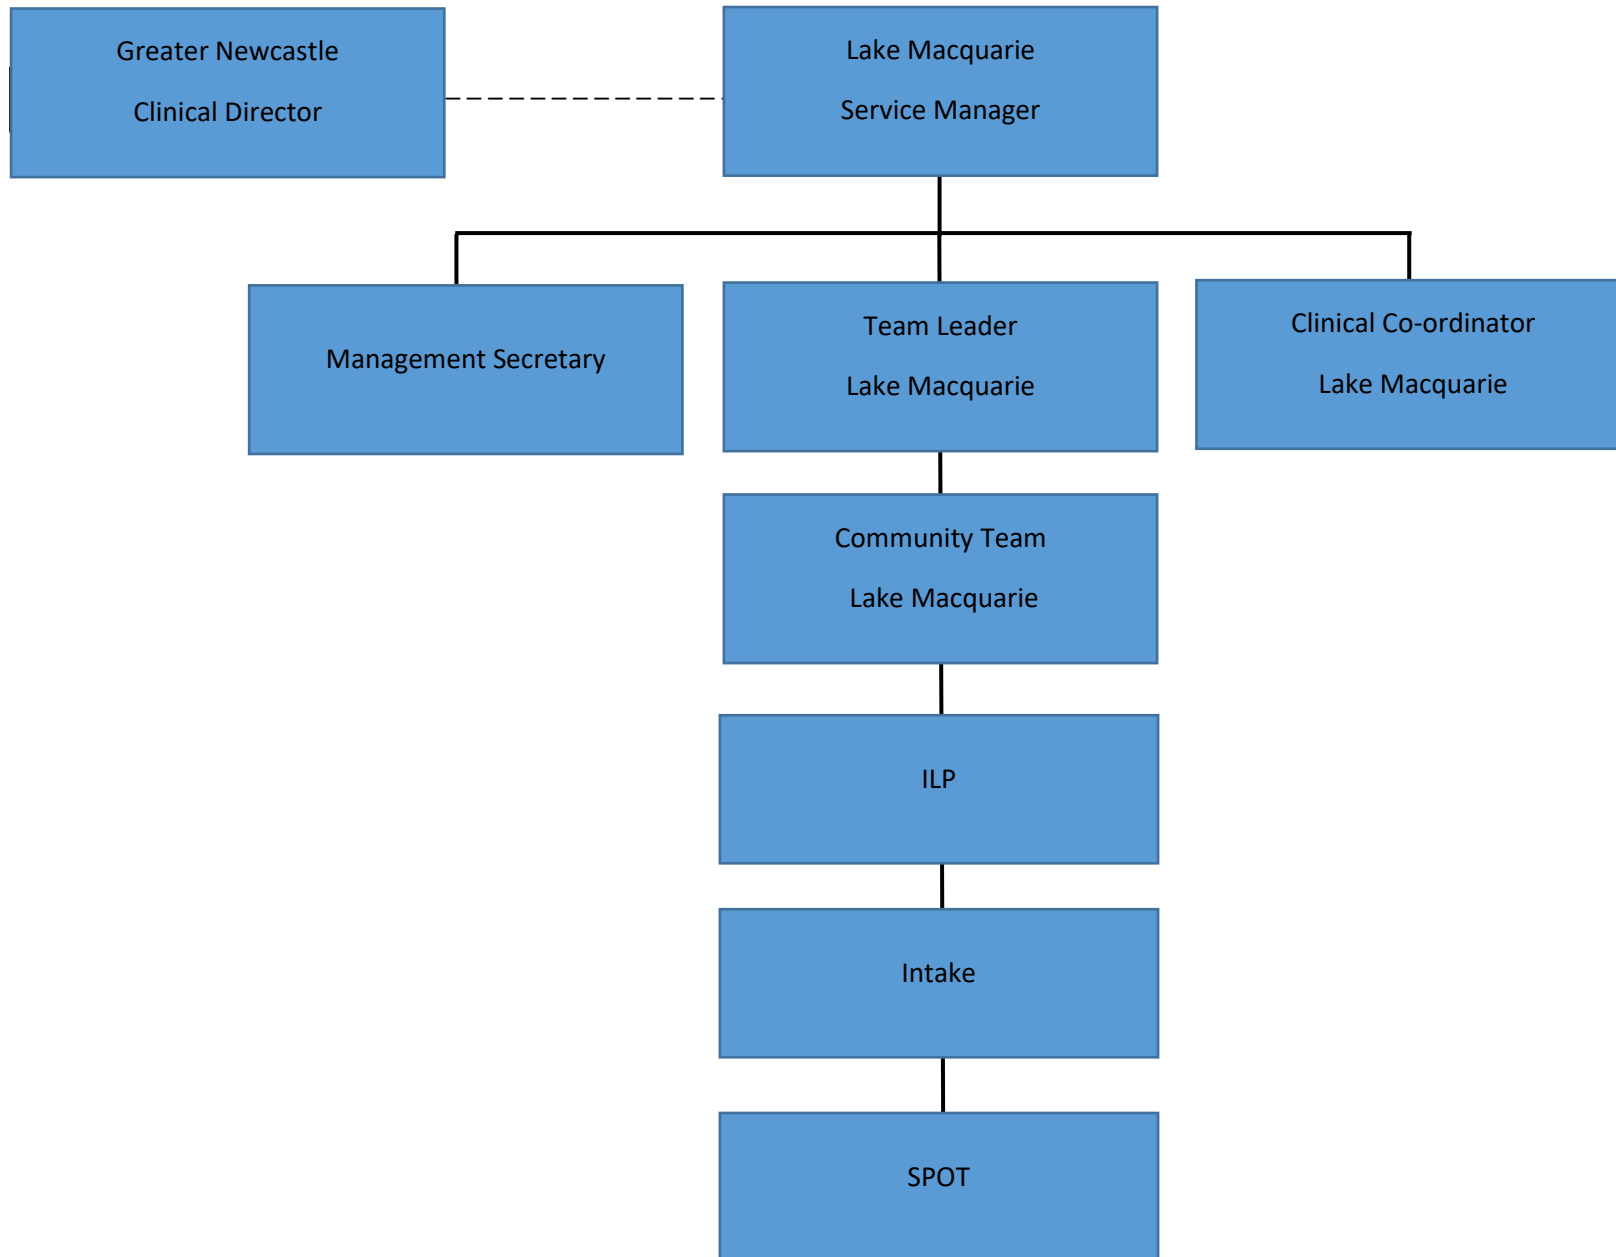 Greater Newcastle
Clinical Director
Lake Macquarie
Service Manager
Management Secretary
Team Leader
Lake Macquarie
Clinical Co-ordinator
Lake Macquarie
Community Team
Lake Macquarie
ILP
Intake
SPOT